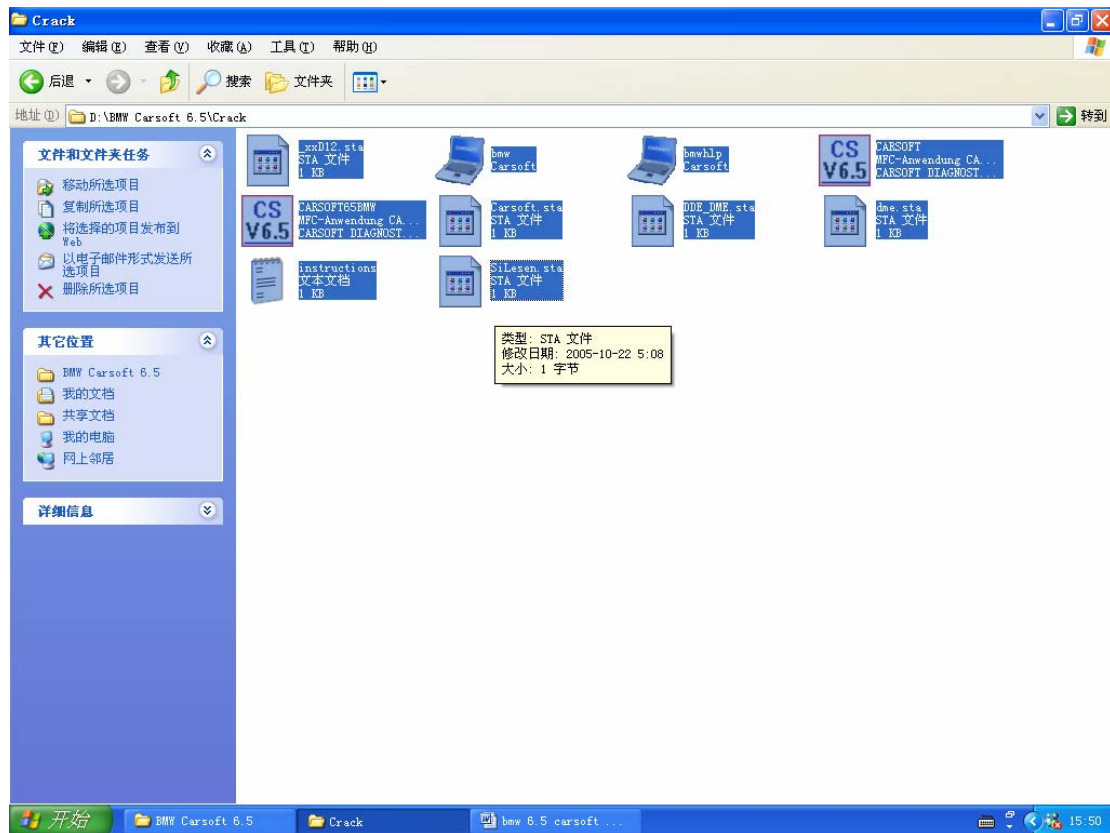 Crack
文件(F) 编辑(E) 查看(V) 收藏(A) 工具(T) 帮助(H)
后退 搜索 文件夹
地址(D) D:\BMW Carsoft 6.5\Crack 转到
文件和文件夹任务
移动所选项目
复制所选项目
将选择的项目发布到
Web
以电子邮件形式发送所
选项目
删除所选项目
其它位置
BMW Carsoft 6.5
我的文档
共享文档
我的电脑
网上邻居
详细信息
_xxD12.sta
STA 文件
1 KB
bmw
Carsoft
bmwhlp
Carsoft
CS
V6.5
CARSOFT
MFC-Anwendung CA...
CARSOFT DIAGNOST...
CS
V6.5
CARSOFT65BMW
MFC-Anwendung CA...
CARSOFT DIAGNOST...
Carsoft.sta
STA 文件
1 KB
DDE_DME.sta
STA 文件
1 KB
dme.sta
STA 文件
1 KB
instructions
文本文档
1 KB
SiLesen.sta
STA 文件
1 KB
类型: STA 文件
修改日期: 2005-10-22 5:08
大小: 1 字节
开始 BMW Carsoft 6.5 Crack bmw 6.5 carsoft ... 15:50